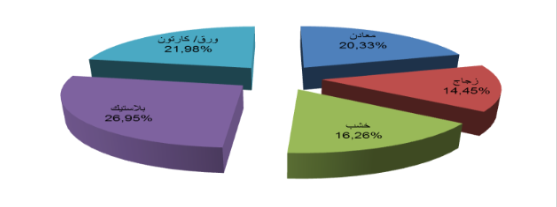 معادن
20,33%
زجاج
14,45%
خشب
16,26%
بلاستيك
26,95%
ورق/ كارتون
21,98%